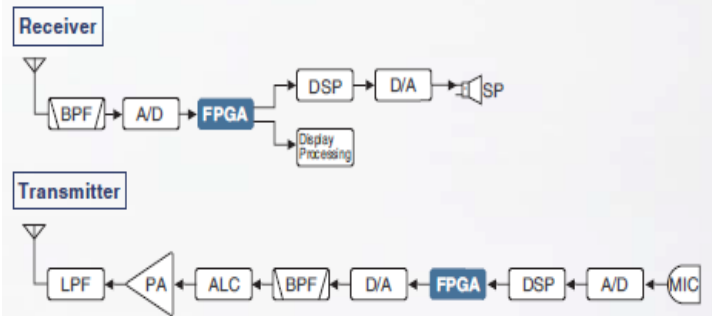 Receiver
BPF
A/D
FPGA
DSP
D/A
SP
Display
Processing
Transmitter
LPF
PA
ALC
BPF
D/A
FPGA
DSP
A/D
MIC